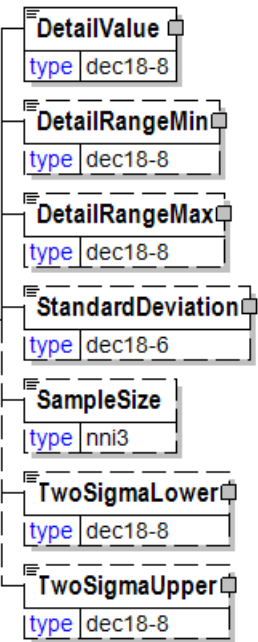 DetailValue
type dec18-8
DetailRangeMin
type dec18-8
DetailRangeMax
type dec18-8
StandardDeviation
type dec18-6
SampleSize
type nni3
TwoSigmaLower
type dec18-8
TwoSigmaUpper
type dec18-8